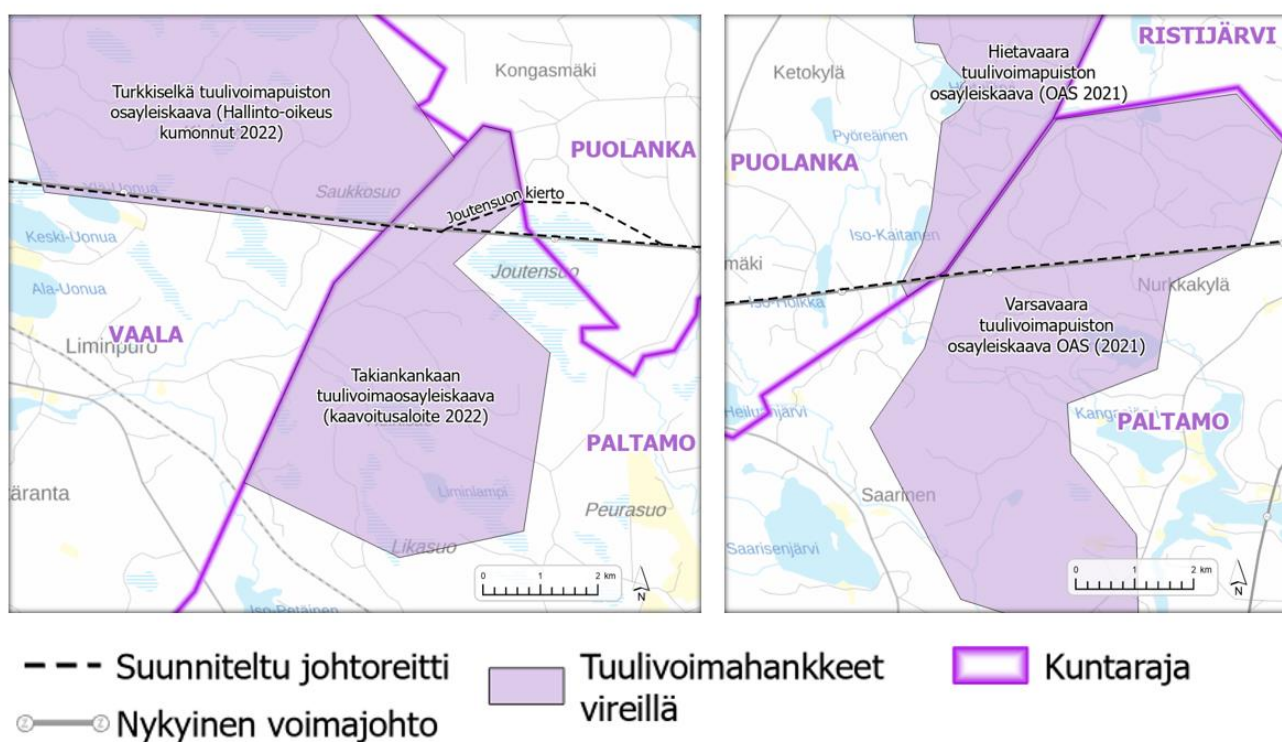 Turkkiselkä tuulivoimapuiston
osayleiskaava (Hallinto-oikeus
kumonnut 2022)
Kongasmäki
PUOLANKA
Saukkosuo
Joutensuon kierto
Keski-Uonua
Ala-Uonua
Joutensuo
VAALA
Liminpuro
Takiankankaan
tuulivoimaosayleiskaava
(kaavoitusaloite 2022)
PALTAMO
äranta
Liminlampi
Peurasuo
Likasuo
Iso-Petäinen
0 1 2 km
N
RISTIJÄRVI
Hietavaara
tuulivoimapuiston
osayleiskaava (OAS 2021)
Ketokylä
Pyöreäinen
PUOLANKA
Iso-Kaitanen
mäki
Iso-Holkka
Nurkkakylä
Varsavaara
tuulivoimapuiston
osayleiskaava OAS (2021)
PALTAMO
Saarinen
Saarisenjärvi
0 1 2 km
N
Suunniteltu johtoreitti
Nykyinen voimajohto
Tuulivoimahankkeet
vireillä
Kuntaraja